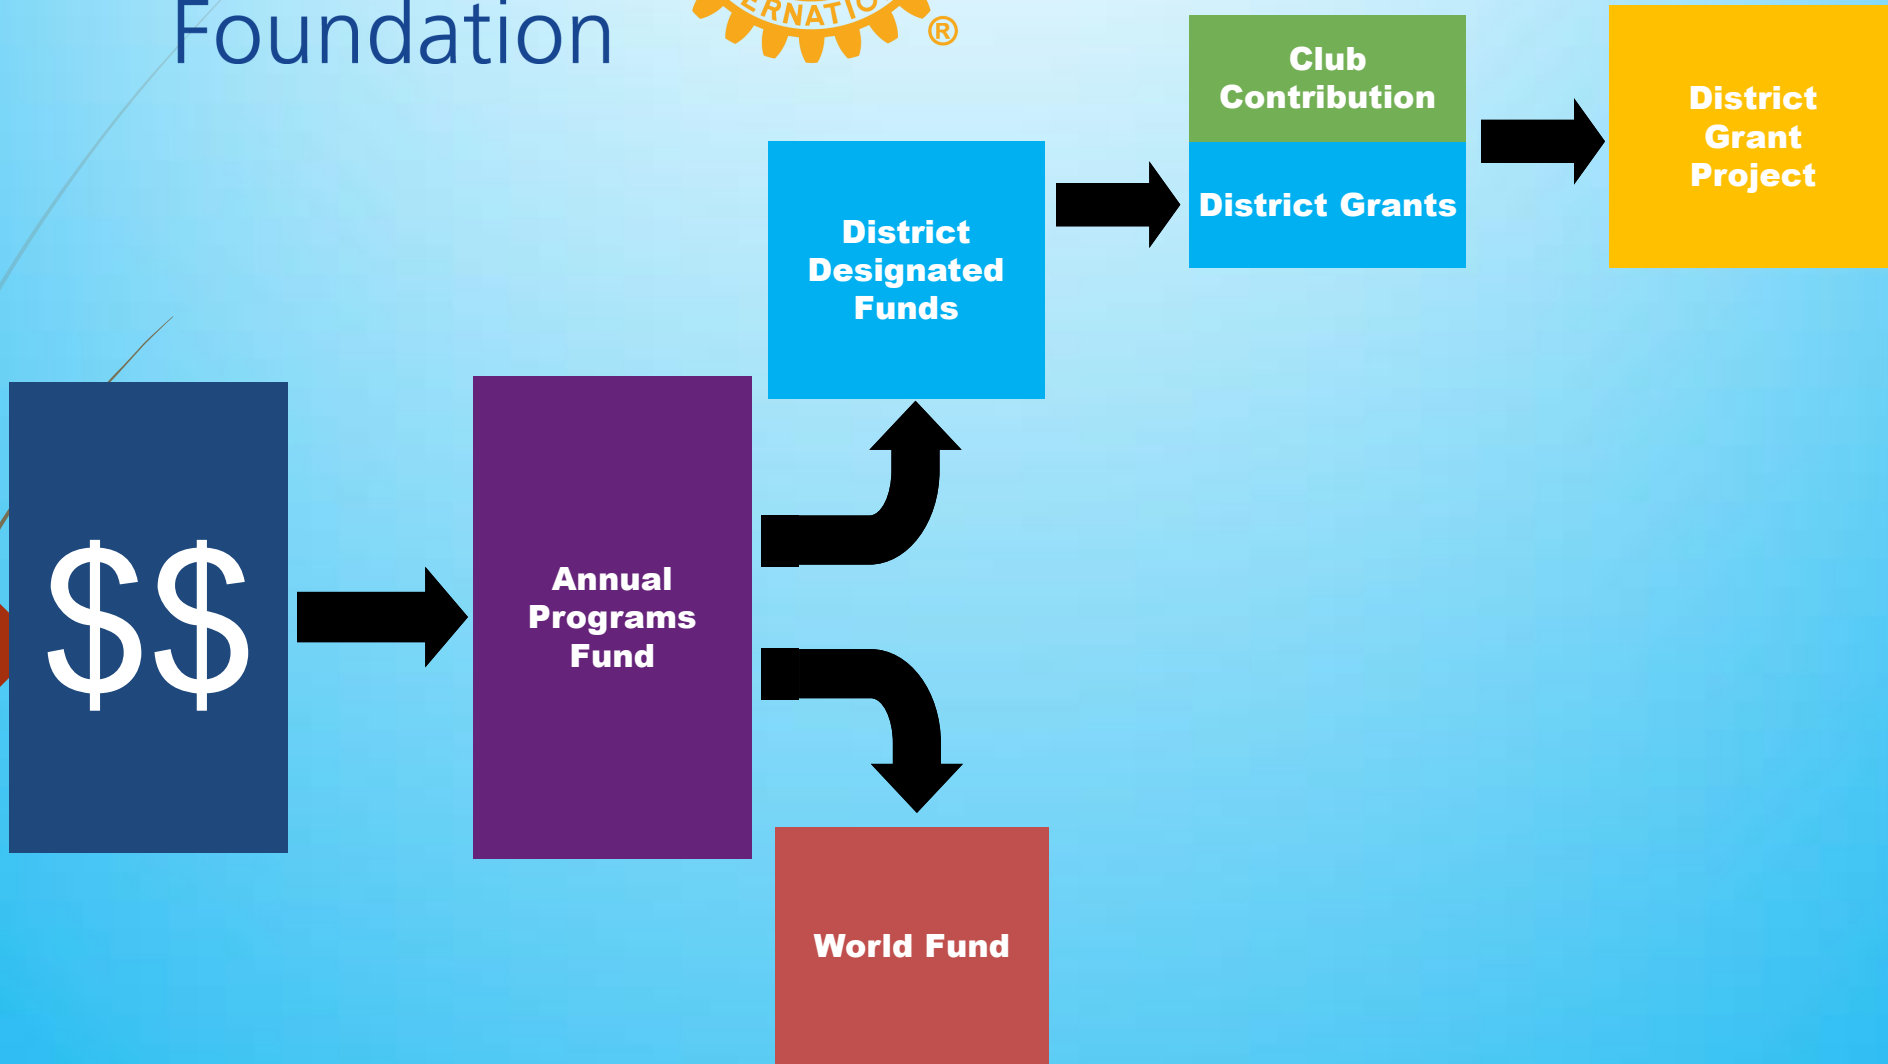 Foundation
®
Club
Contribution
District Grants
District
Grant
Project
District
Designated
Funds
$$
Annual
Programs
Fund
World Fund